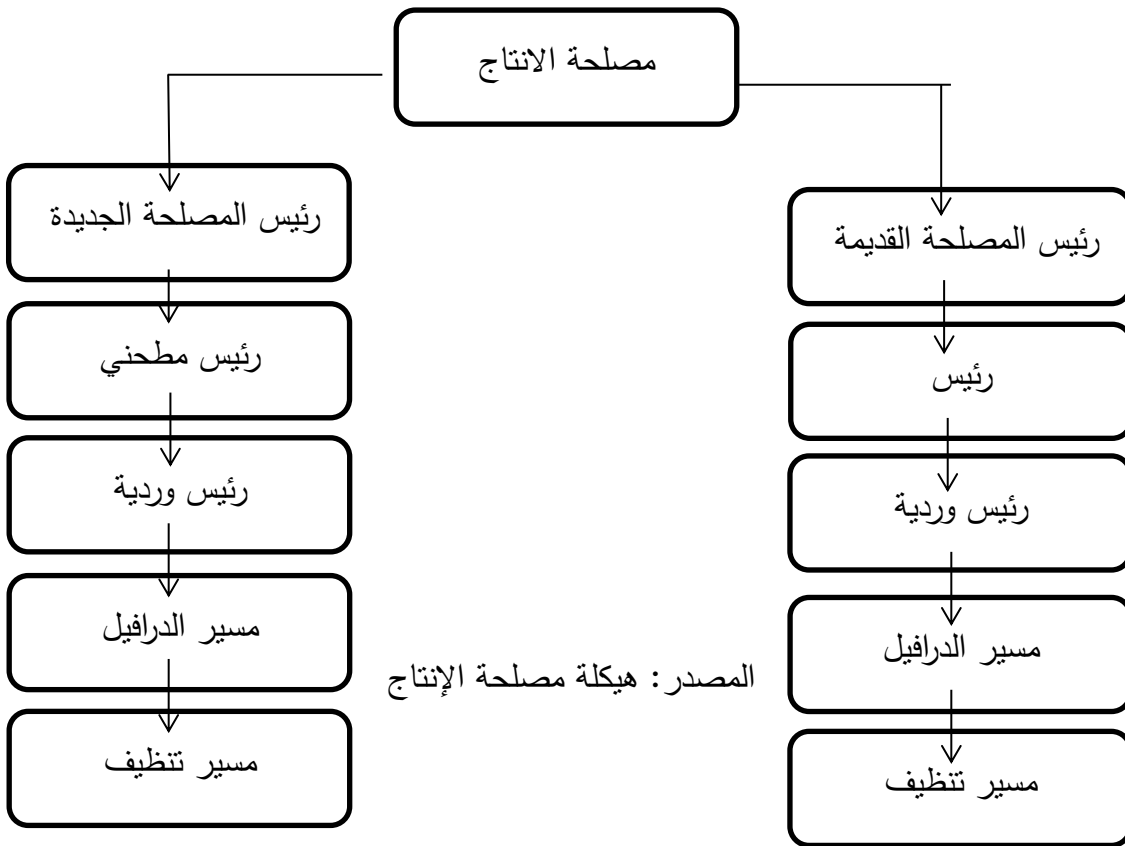 مصلحة الانتاج
رئيس المصلحة القديمة
رئيس
رئيس وردية
مسير الدرافيل
مسير تنظيف
رئيس المصلحة الجديدة
رئيس مطحني
رئيس وردية
مسير الدرافيل
مسير تنظيف
المصدر: هيكلة مصلحة الإنتاج